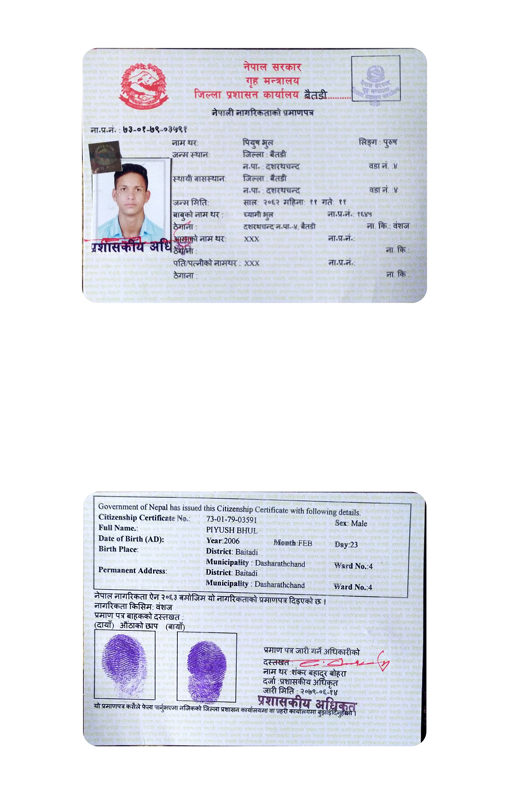 नेपाल सरकार
गृह मन्त्रालय
जिल्ला प्रशासन कार्यालय बैतडी
नेपाली नागरिकताको प्रमाणपत्र
ना.प्र.नं. : ७३-०१-७९-०३५९१
नाम थर: पियुष भुल लिङ्ग: पुरुष
जन्म स्थान: जिल्ला : बैतडी
न.पा. दशरथचन्द वडा नं. ४
स्थायी बासस्थान: जिल्ला : बैतडी
न.पा. दशरथचन्द वडा नं. ४
जन्म मिति: साल २०६२ महिना: ११ गते: ११
बाबुको नाम थर : भुल ना.प्र.नं.
ठेगाना : दशरथचन्द न.पा-४, बैतडी ना. कि.: वंशज
आमाको नाम थर: XXX ना.प्र.नं.:
ठेगाना : ना. कि.:
पति/पत्नीको नामथर : XXX ना.प्र.नं.:
ठेगाना : ना. कि.:
प्रशासकीय अधि
Government of Nepal has issued this Citizenship Certificate with following details.
Citizenship Certificate No.: 73-01-79-03591 Sex: Male
Full Name.: PIYUSH BHUL
Date of Birth (AD): Year:2006 Month:FEB Day:23
Birth Place: District: Baitadi
Municipality : Dasharathchand Ward No.:4
Permanent Address: District: Baitadi
Municipality : Dasharathchand Ward No.:4
नेपाल नागरिकता ऐन २०६३ बमोजिम यो नागरिकताको प्रमाणपत्र दिइएको छ ।
नागरिकता किसिम: वंशज
प्रमाण पत्र बाहकको दस्तखत :
(दायाँ) औंठाको छाप (बायाँ)
प्रमाण पत्र जारी गर्ने अधिकारीको
दस्तखत :
नाम थर :शंकर बहादुर बोहरा
दर्जा :प्रशासकीय अधिकृत
जारी मिति : २०७९-०६-१४
प्रशासकीय अधिकृत
यो प्रमाणपत्र कसैले फेला पार्नुभएमा नजिकको जिल्ला प्रशासन कार्यालयमा वा प्रहरी कार्यालयमा बुझाइदिनुहोला ।